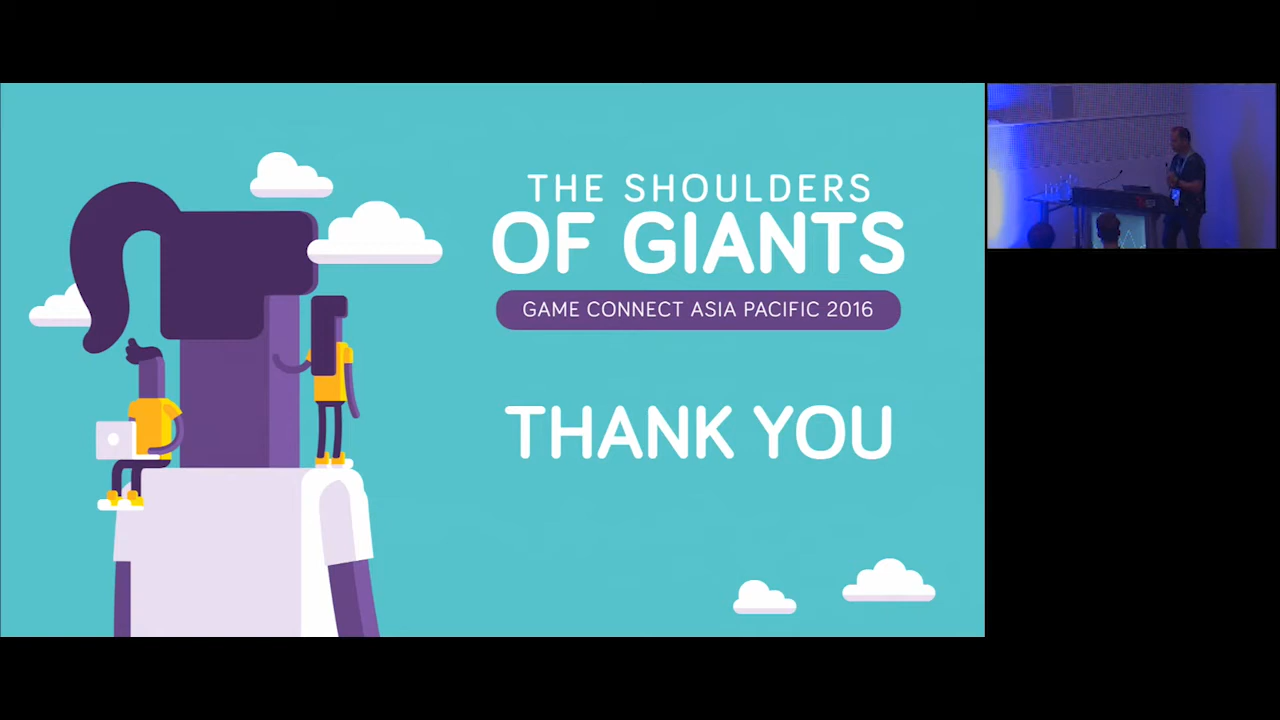 THE SHOULDERS
OF GIANTS
GAME CONNECT ASIA PACIFIC 2016
THANK YOU